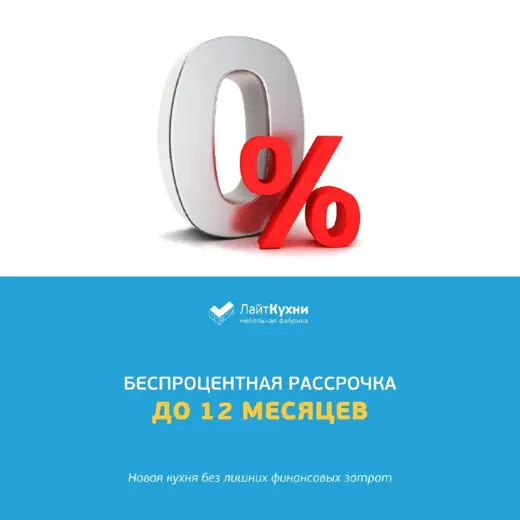 0%
ЛайтКухни
мебельная фабрика
БЕСПРОЦЕНТНАЯ РАССРОЧКА
ДО 12 МЕСЯЦЕВ
Новая кухня без лишних финансовых затрат